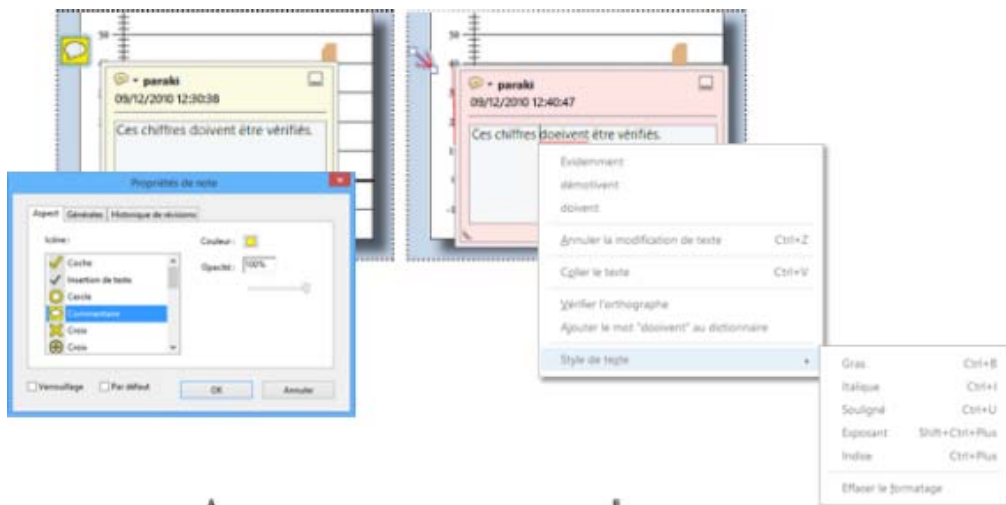 50
paraki
09/12/2010 12:30:38
Ces chiffres doivent être vérifiés.
Propriétés de note
Aspect Générales Historique de révisions
Icône :
Coche
Insertion de texte
Cercle
Commentaire
Croix
Croix
Couleur :
Opacité : 100%
Verrouillage Par défaut OK Annuler
A
50
paraki
09/12/2010 12:40:47
Ces chiffres doeivent être vérifiés.
Evidemment
démotivent
doivent
Annuler la modification de texte Ctrl+Z
Coller le texte Ctrl+V
Vérifier l'orthographe
Ajouter le mot "dooivent" au dictionnaire
Style de texte
Gras Ctrl+B
Italique Ctrl+I
Souligné Ctrl+U
Exposant Shift+Ctrl+Plus
Indice Ctrl+Plus
Effacer le formatage
B